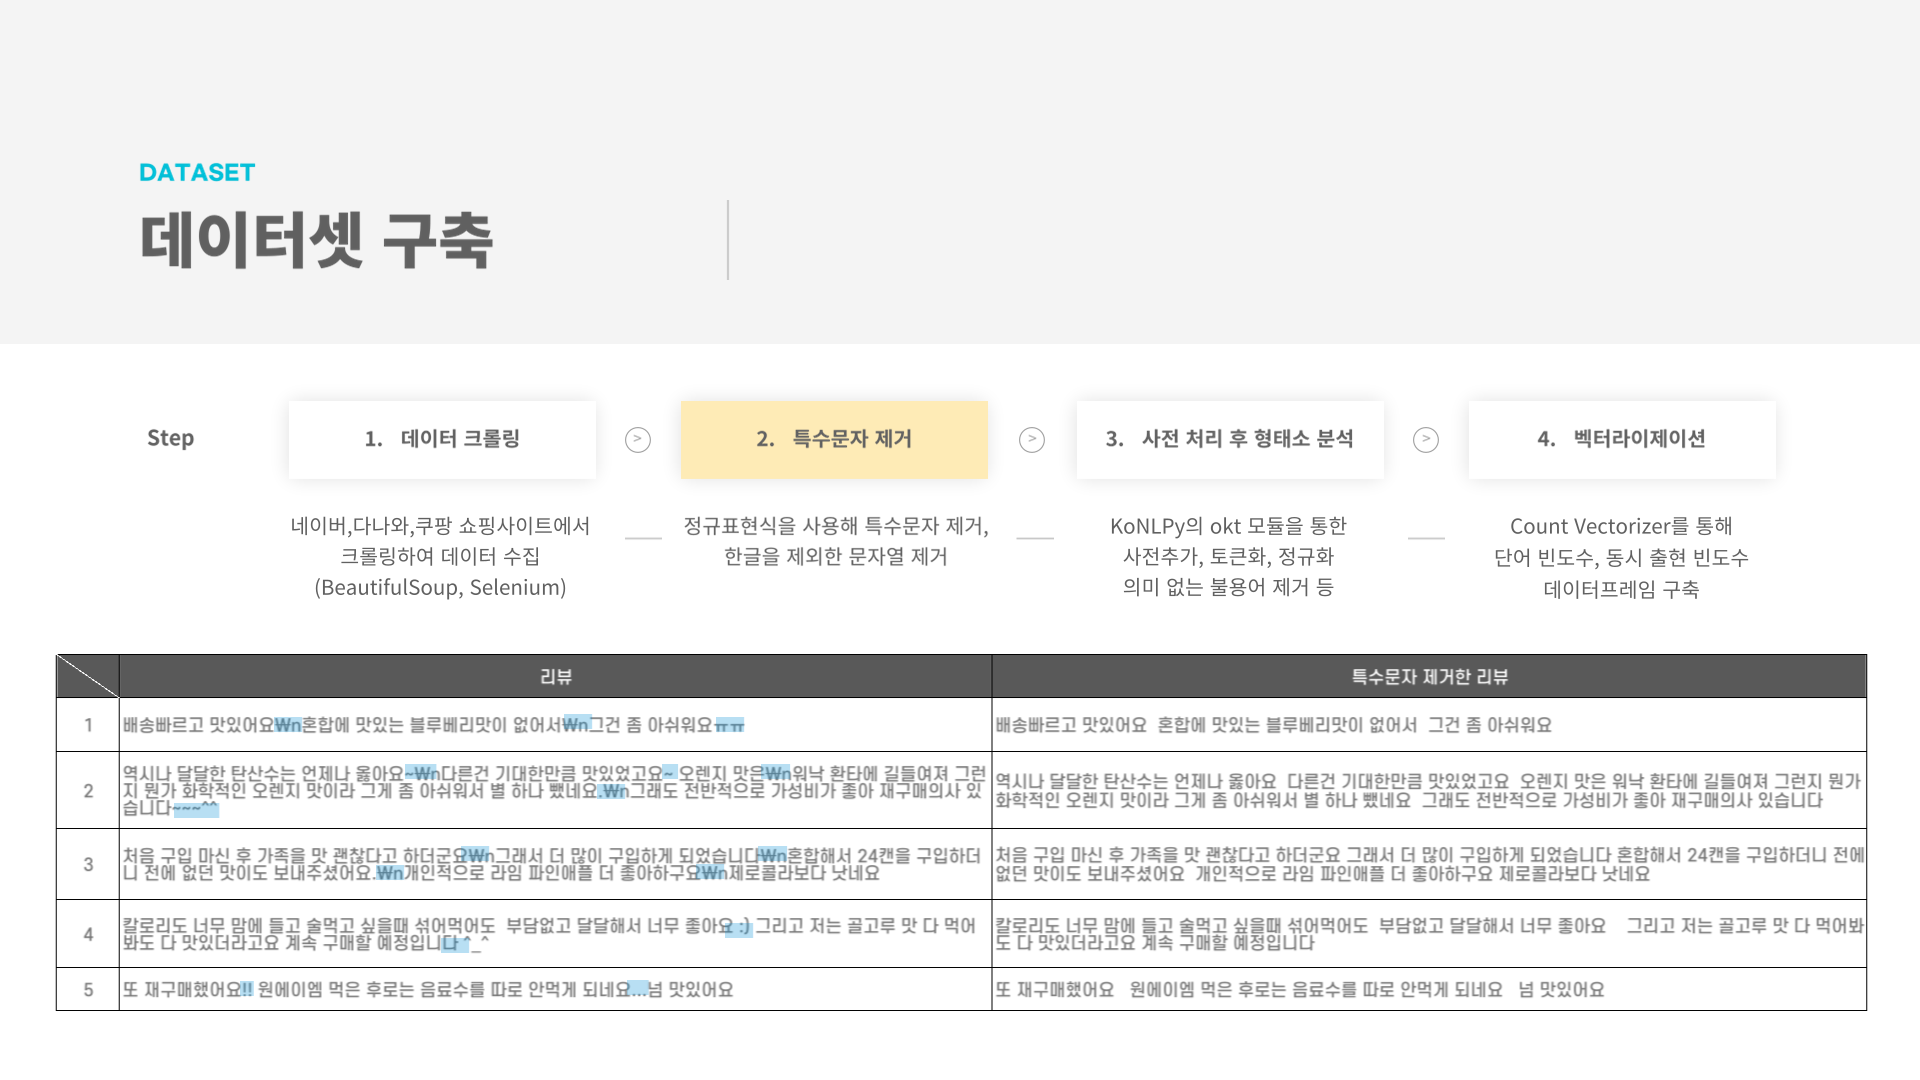 DATASET
데이터셋 구축
Step
1. 데이터 크롤링
>
2. 특수문자 제거
>
3. 사전 처리 후 형태소 분석
>
4. 벡터라이제이션
네이버,다나와,쿠팡 쇼핑사이트에서
크롤링하여 데이터 수집
(BeautifulSoup, Selenium)
정규표현식을 사용해 특수문자 제거,
한글을 제외한 문자열 제거
KoNLPy의 okt 모듈을 통한
사전추가, 토큰화, 정규화
의미 없는 불용어 제거 등
Count Vectorizer를 통해
단어 빈도수, 동시 출현 빈도수
데이터프레임 구축
리뷰
특수문자 제거한 리뷰
1
배송빠르고 맛있어요₩n혼합에 맛있는 블루베리맛이 없어서₩n그건 좀 아쉬워요ㅠㅠ
배송빠르고 맛있어요 혼합에 맛있는 블루베리맛이 없어서 그건 좀 아쉬워요
2
역시나 달달한 탄산수는 언제나 옳아요~₩n다른건 기대한만큼 맛있었고요~ 오렌지 맛은₩n워낙 환타에 길들여져 그런
지 뭔가 화학적인 오렌지 맛이라 그게 좀 아쉬워서 별 하나 뺐네요.₩n그래도 전반적으로 가성비가 좋아 재구매의사 있
습니다~~~^^
역시나 달달한 탄산수는 언제나 옳아요 다른건 기대한만큼 맛있었고요 오렌지 맛은 워낙 환타에 길들여져 그런지 뭔가
화학적인 오렌지 맛이라 그게 좀 아쉬워서 별 하나 뺐네요 그래도 전반적으로 가성비가 좋아 재구매의사 있습니다
3
처음 구입 마신 후 가족을 맛 괜찮다고 하더군요₩n그래서 더 많이 구입하게 되었습니다₩n혼합해서 24캔을 구입하더
니 전에 없던 맛이도 보내주셨어요.₩n개인적으로 라임 파인애플 더 좋아하구요₩n제로콜라보다 낫네요
처음 구입 마신 후 가족을 맛 괜찮다고 하더군요 그래서 더 많이 구입하게 되었습니다 혼합해서 24캔을 구입하더니 전에
없던 맛이도 보내주셨어요 개인적으로 라임 파인애플 더 좋아하구요 제로콜라보다 낫네요
4
칼로리도 너무 맘에 들고 술먹고 싶을때 섞어먹어도 부담없고 달달해서 너무 좋아요 :) 그리고 저는 골고루 맛 다 먹어
봐도 다 맛있더라고요 계속 구매할 예정입니다 ^_^
칼로리도 너무 맘에 들고 술먹고 싶을때 섞어먹어도 부담없고 달달해서 너무 좋아요 그리고 저는 골고루 맛 다 먹어봐
도 다 맛있더라고요 계속 구매할 예정입니다
5
또 재구매했어요!! 원에이엠 먹은 후로는 음료수를 따로 안먹게 되네요...넘 맛있어요
또 재구매했어요 원에이엠 먹은 후로는 음료수를 따로 안먹게 되네요 넘 맛있어요